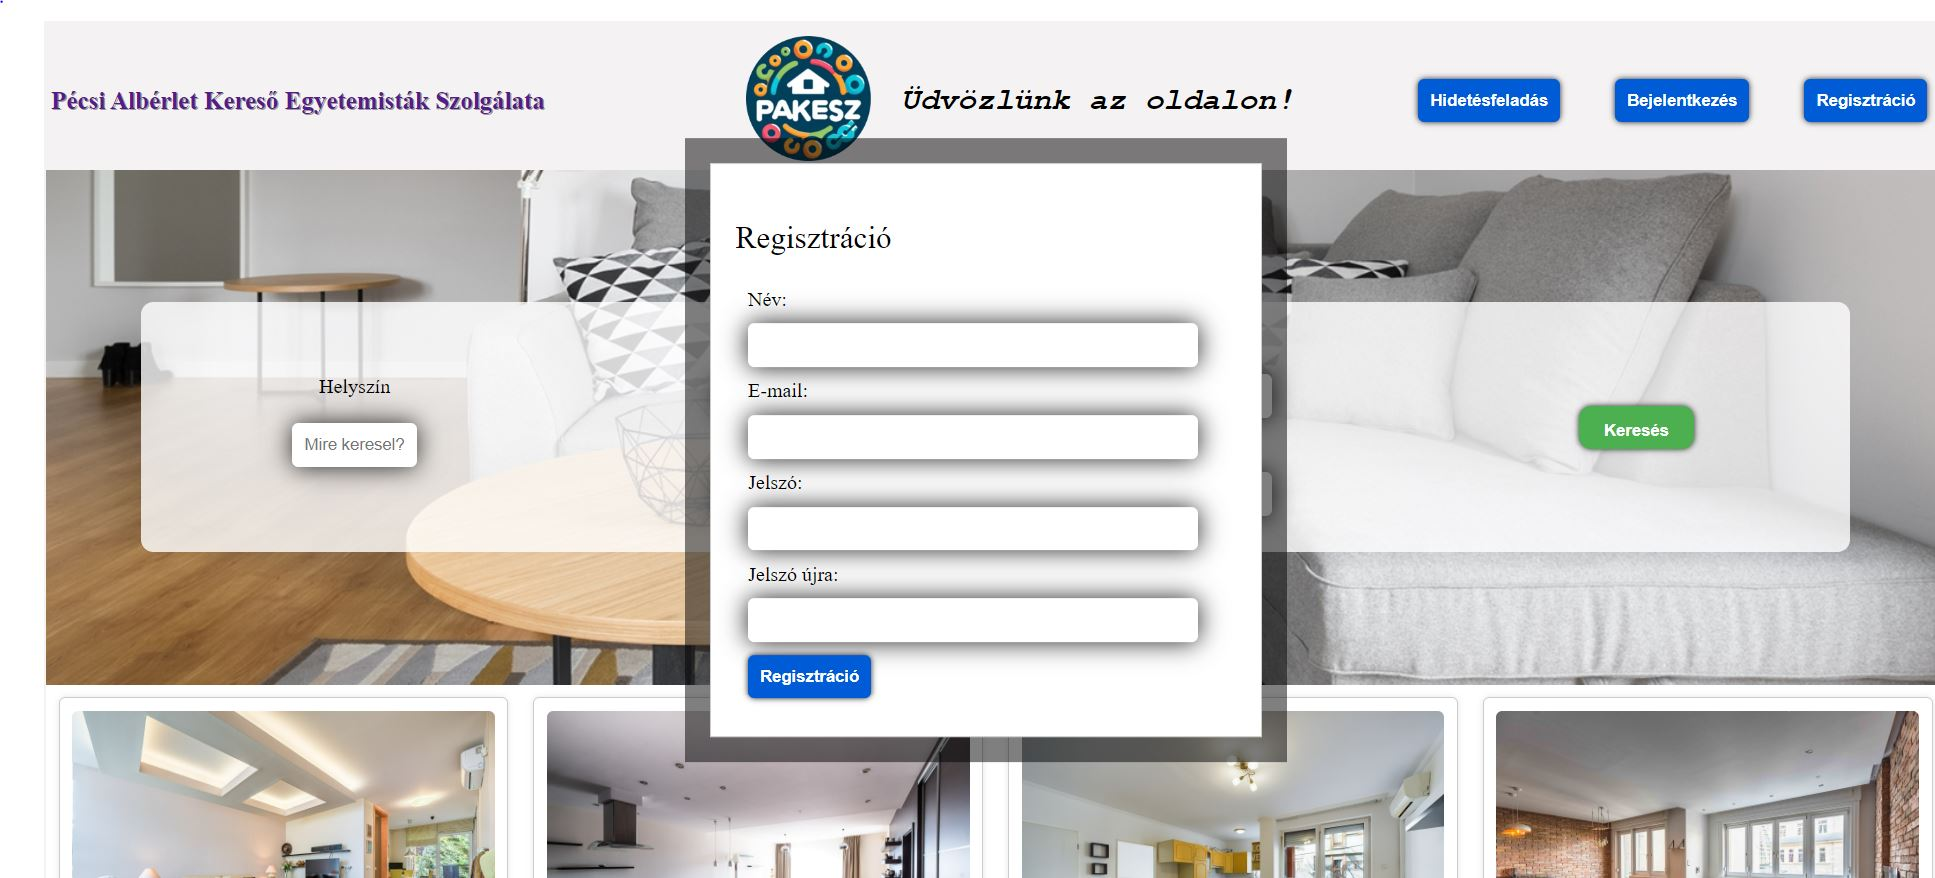 Pécsi Albérlet Kereső Egyetemisták Szolgálata
PAKESZ
Üdvözlünk az oldalon!
Hidetésfeladás
Bejelentkezés
Regisztráció
Regisztráció
Név:
E-mail:
Jelszó:
Jelszó újra:
Regisztráció
Helyszín
Mire keresel?
Keresés